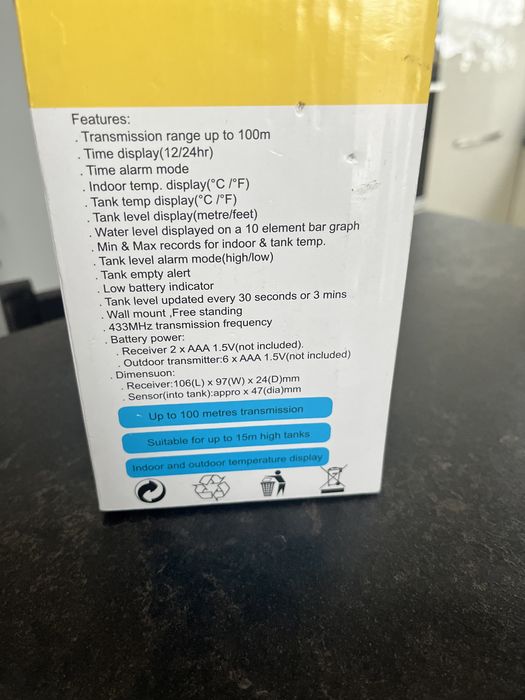 Features:
. Transmission range up to 100m
. Time display(12/24hr)
. Time alarm mode
. Indoor temp. display(°C /°F)
. Tank temp display(°C /°F)
. Tank level display(metre/feet)
. Water level displayed on a 10 element bar graph
. Min & Max records for indoor & tank temp.
. Tank level alarm mode(high/low)
. Tank empty alert
. Low battery indicator
. Tank level updated every 30 seconds or 3 mins
. Wall mount ,Free standing
. 433MHz transmission frequency
. Battery power:
. Receiver 2 x AAA 1.5V(not included).
. Outdoor transmitter:6 x AAA 1.5V(not included)
. Dimensuon:
. Receiver:106(L) x 97(W) x 24(D)mm
. Sensor(into tank):appro x 47(dia)mm
Up to 100 metres transmission
Suitable for up to 15m high tanks
Indoor and outdoor temperature display